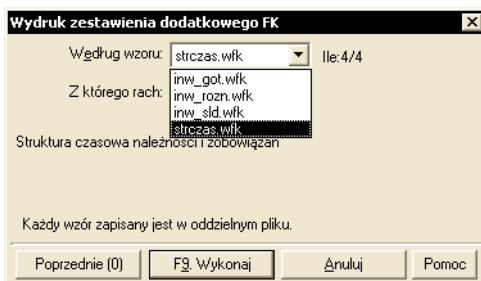 Wydruk zestawienia dodatkowego FK
Według wzoru: strczas.wfk Ile:4/4
inw_got.wfk
Z którego rach: inw_rozn.wfk
inw_sld.wfk
strczas.wfk
Struktura czasowa należności i zobowiązań
Każdy wzór zapisany jest w oddzielnym pliku.
Poprzednie (0) F9. Wykonaj Anuluj Pomoc